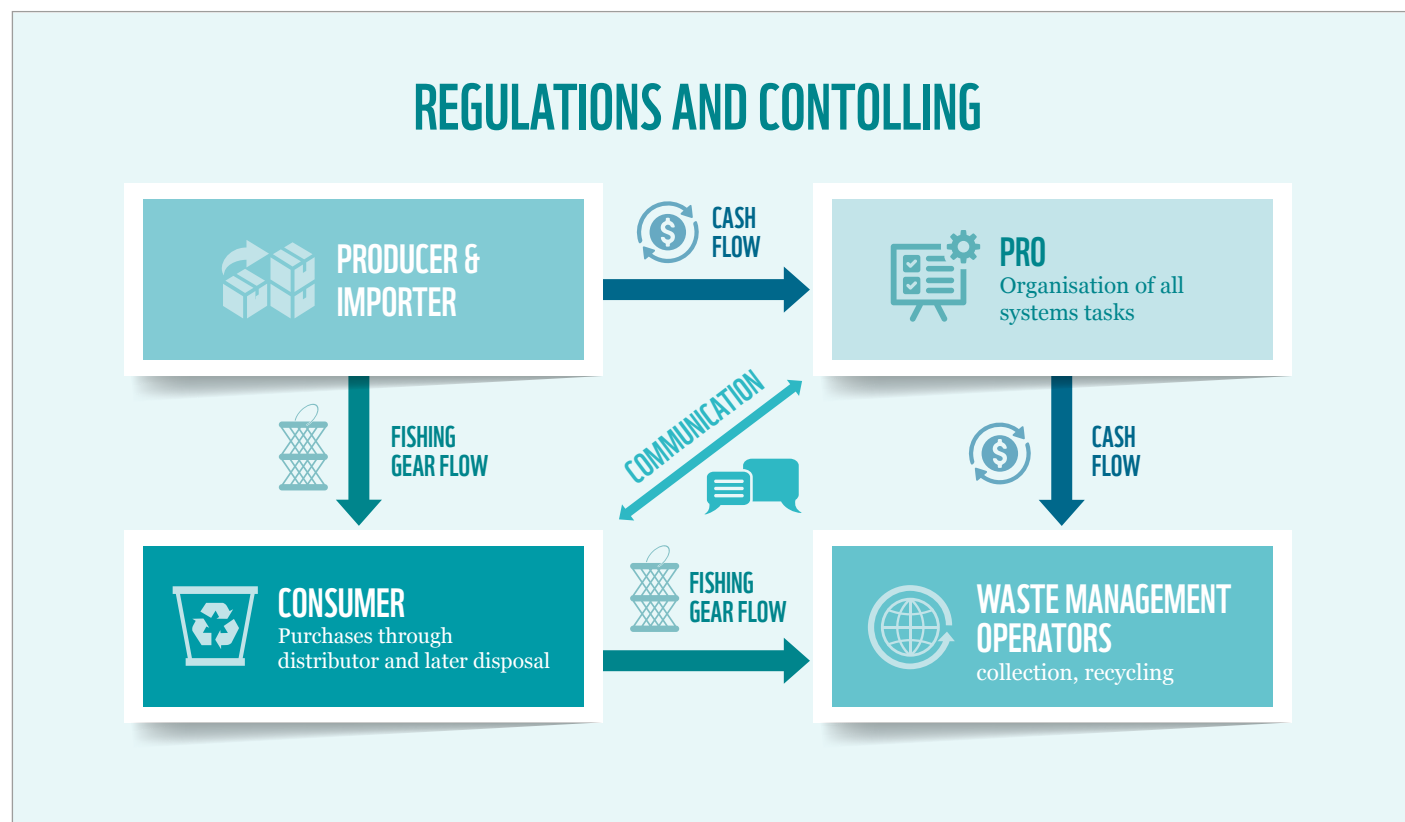 REGULATIONS AND CONTOLLING
PRODUCER &
IMPORTER
CASH
FLOW
PRO
Organisation of all
systems tasks
FISHING
GEAR FLOW
COMMUNICATION
CASH
FLOW
CONSUMER
Purchases through
distributor and later disposal
FISHING
GEAR FLOW
WASTE MANAGEMENT
OPERATORS
collection, recycling